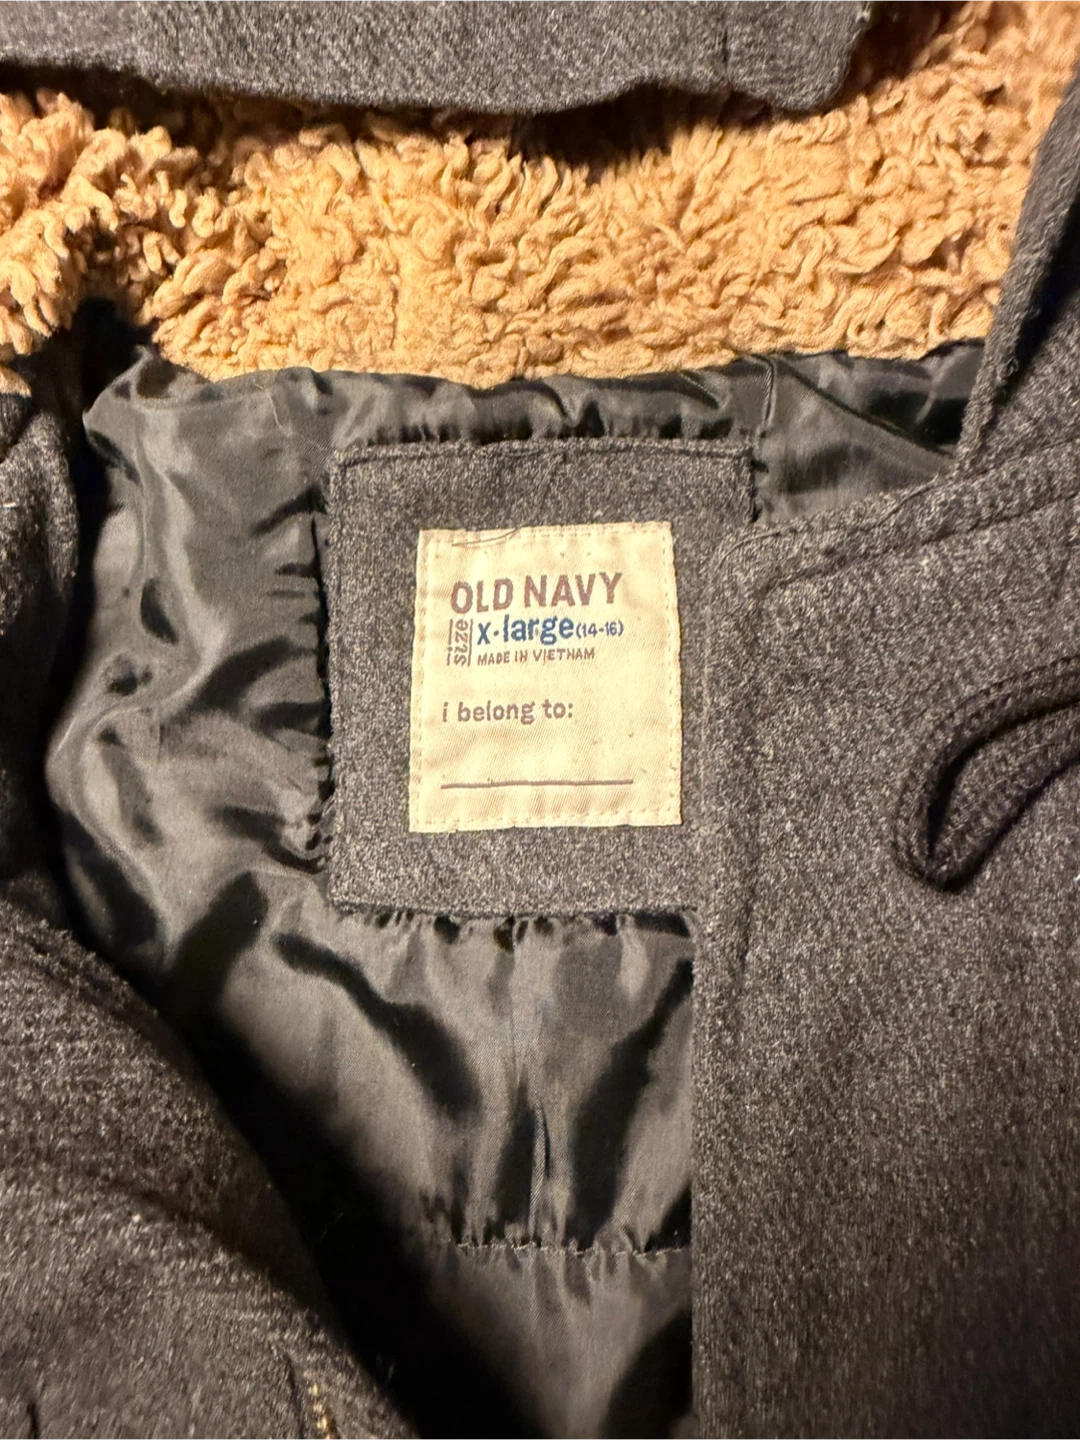 OLD NAVY
size x-large (14-16)
MADE IN VIETNAM
i belong to: